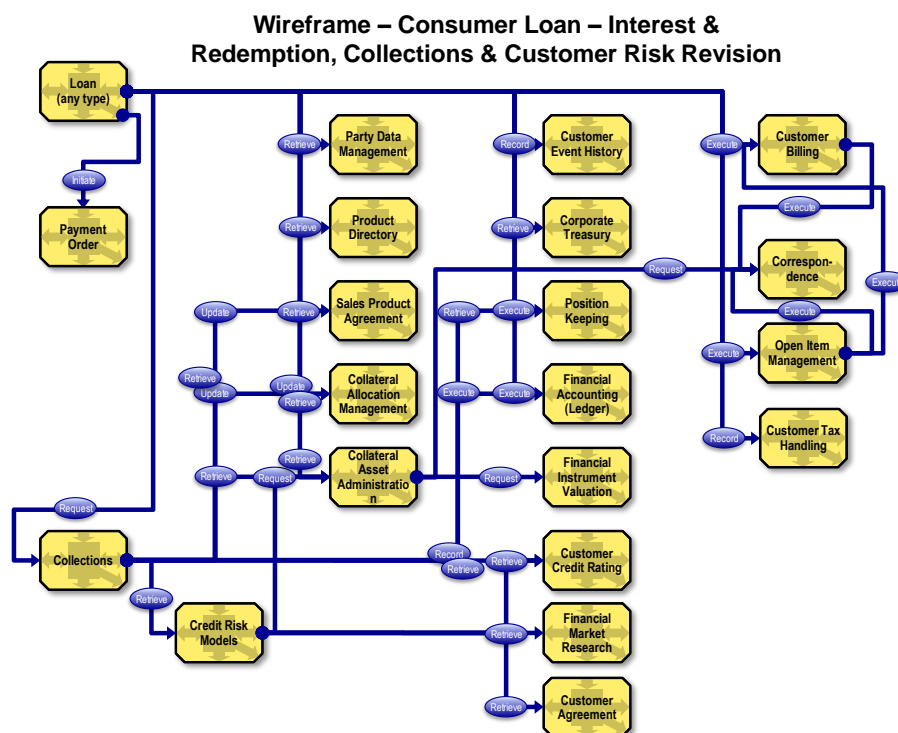 Wireframe – Consumer Loan – Interest &
Redemption, Collections & Customer Risk Revision
Loan
(any type)
Party Data
Management
Retrieve
Customer
Event History
Record
Customer
Billing
Execute
Initiate
Payment
Order
Product
Directory
Retrieve
Corporate
Treasury
Retrieve
Execute
Correspon-
dence
Request
Execute
Update
Retrieve
Sales Product
Agreement
Retrieve
Execute
Position
Keeping
Execute
Open Item
Management
Execute
Retrieve
Update
Update
Retrieve
Collateral
Allocation
Management
Execute
Execute
Financial
Accounting
(Ledger)
Record
Customer Tax
Handling
Retrieve
Retrieve
Request
Collateral
Asset
Administratio
n
Request
Financial
Instrument
Valuation
Request
Collections
Record
Retrieve
Retrieve
Customer
Credit Rating
Retrieve
Credit Risk
Models
Retrieve
Financial
Market
Research
Retrieve
Customer
Agreement